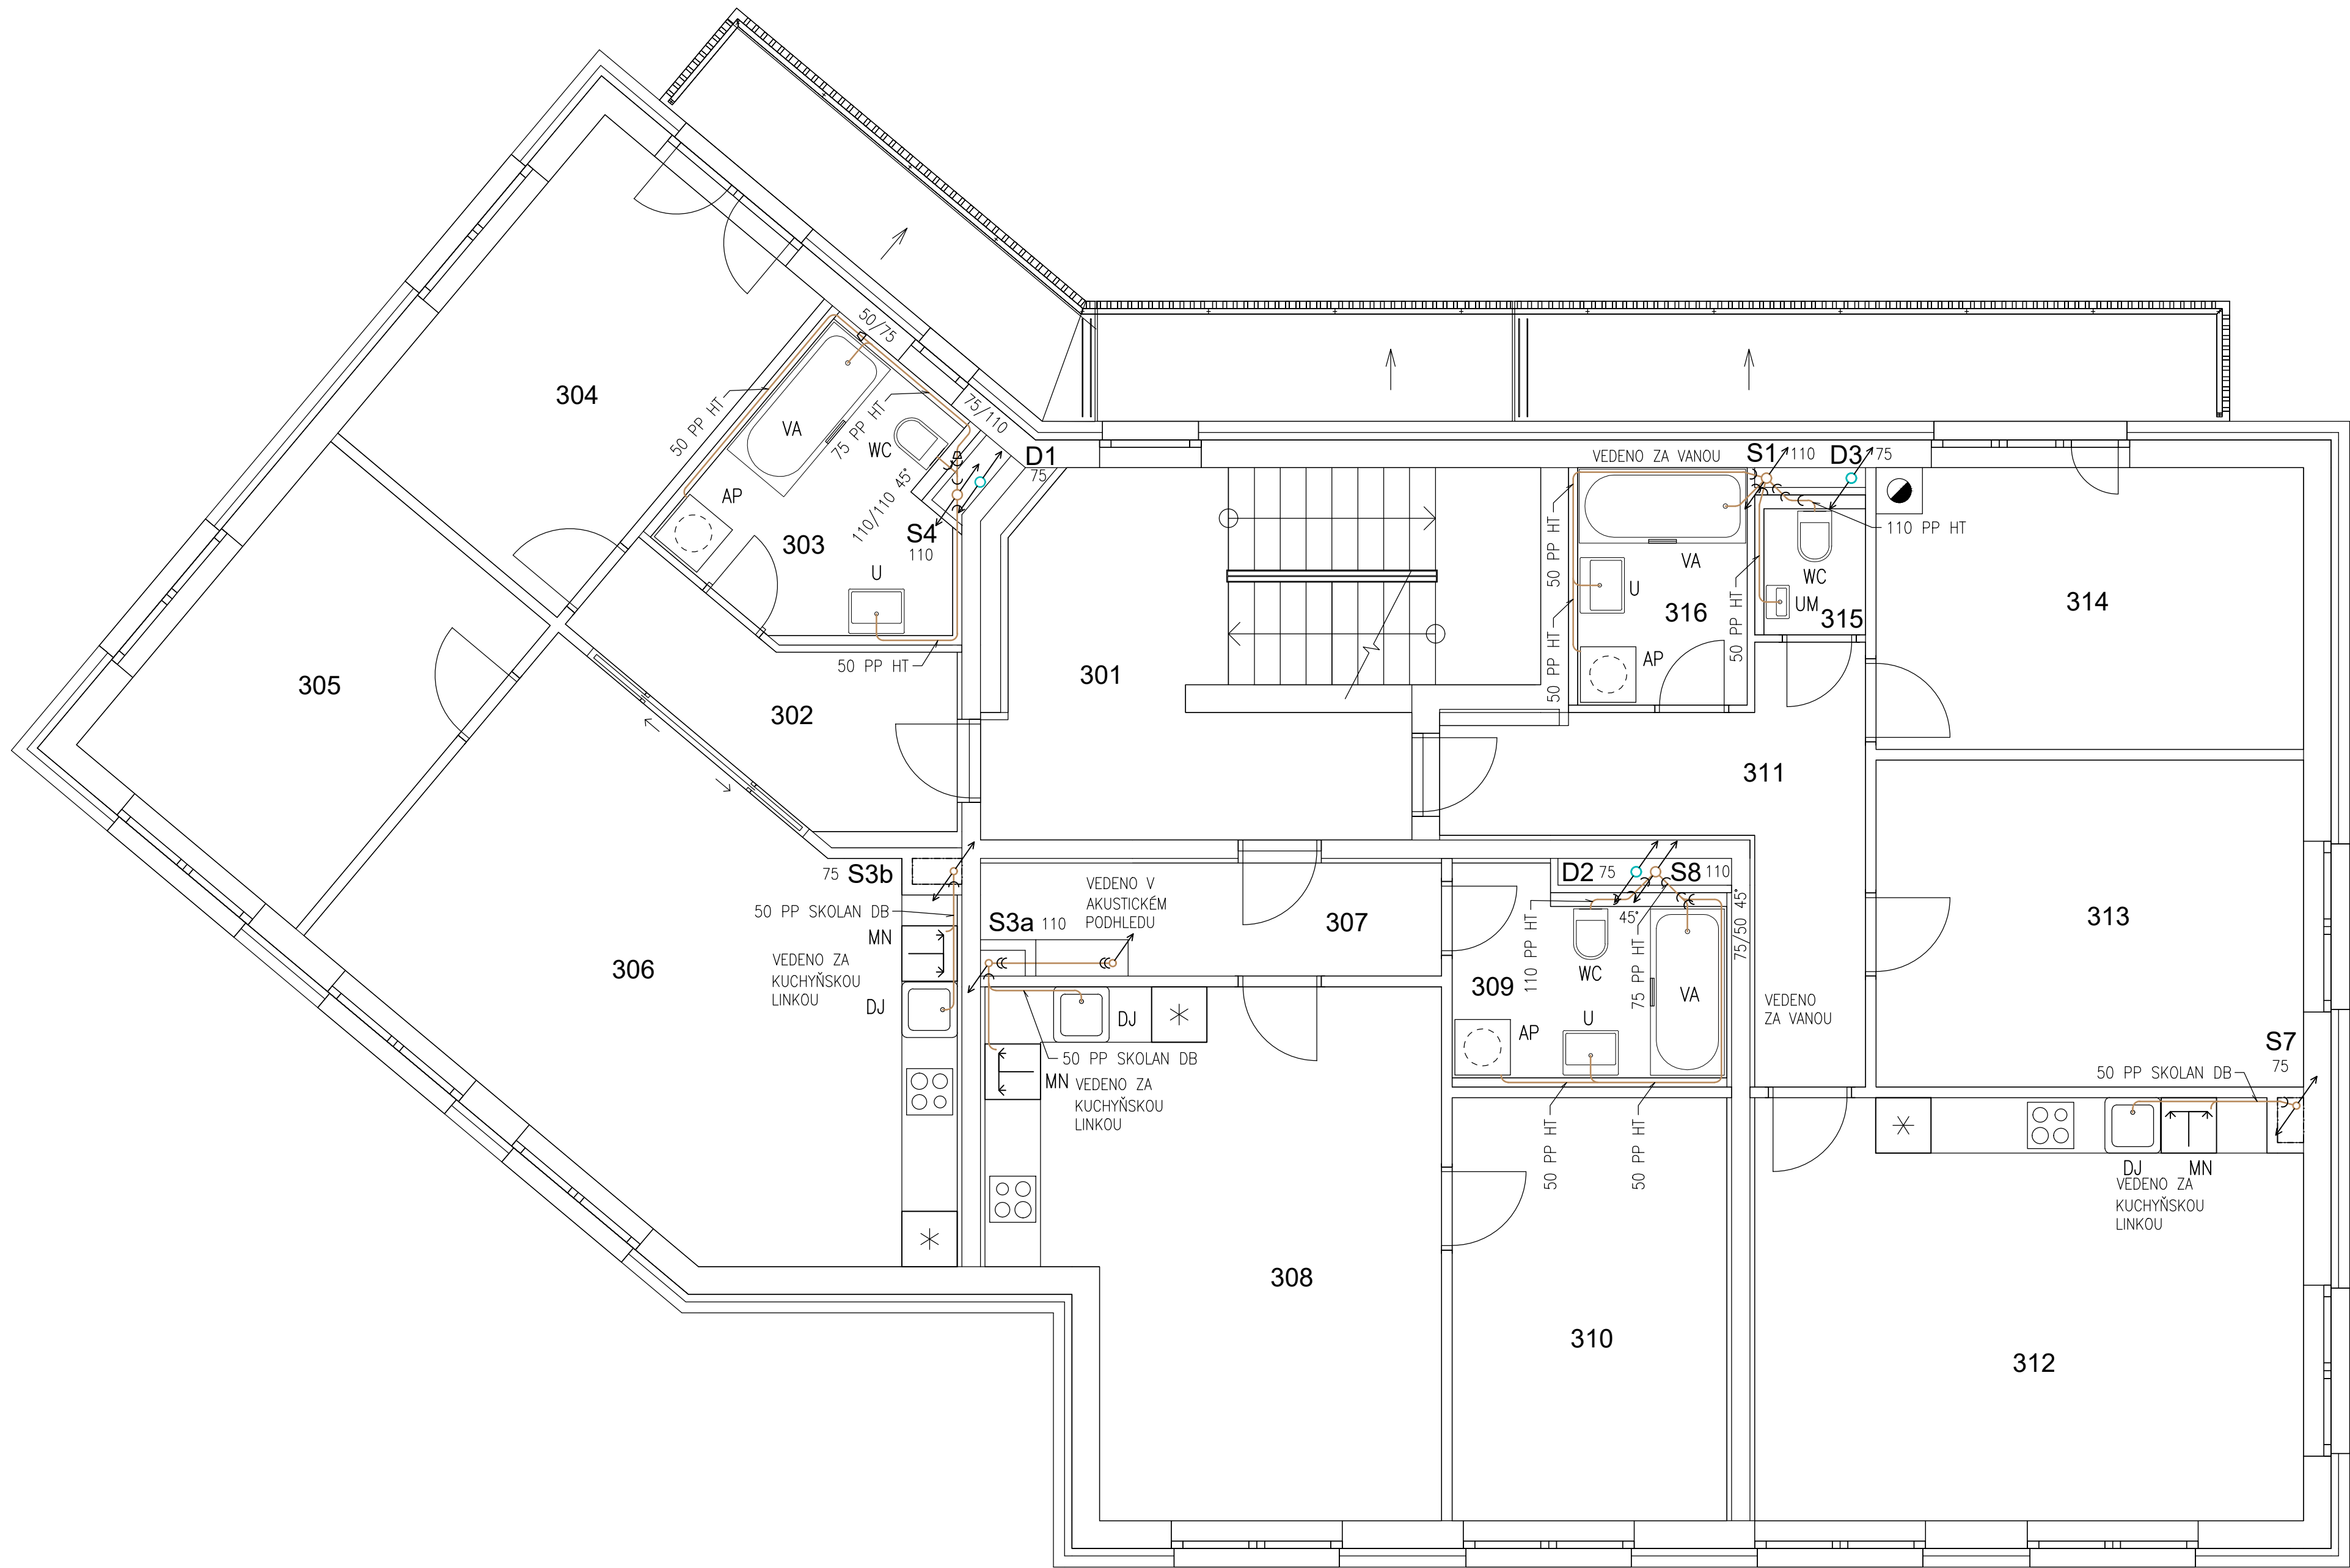 50/75
50 PP HT
75 PP HT
75/110
304
VA
WC
AP
110/110 45°
303
S4
110
D1
75
U
50 PP HT
305
302
301
VEDENO ZA VANOU
S1 110
D3 75
110 PP HT
50 PP HT
50 PP HT
VA
U
316
AP
50 PP HT
WC
UM
315
314
311
75 S3b
50 PP SKOLAN DB
MN
VEDENO ZA
KUCHYŇSKOU
LINKOU
DJ
306
VEDENO V
AKUSTICKÉM
PODHLEDU
S3a 110
307
DJ
50 PP SKOLAN DB
MN
VEDENO ZA
KUCHYŇSKOU
LINKOU
308
D2 75
S8 110
45°
110 PP HT
75 PP HT
75/50 45°
WC
309
VA
U
AP
VEDENO
ZA VANOU
50 PP HT
50 PP HT
310
313
S7
75
50 PP SKOLAN DB
DJ
MN
VEDENO ZA
KUCHYŇSKOU
LINKOU
312